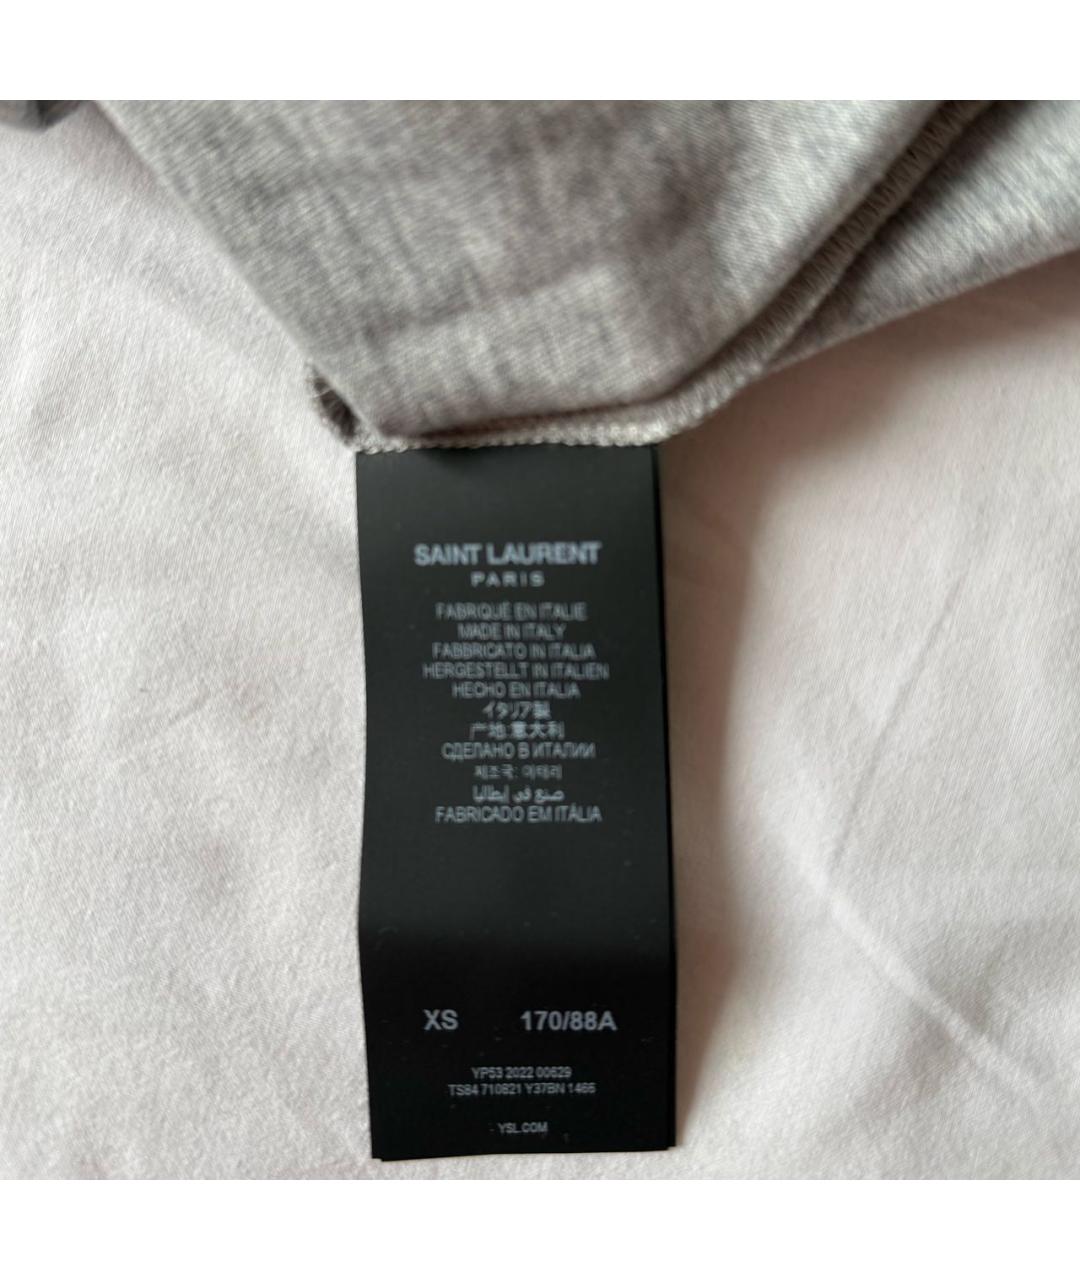 SAINT LAURENT
PARIS
FABRIQUÉ EN ITALIE
MADE IN ITALY
FABBRICATO IN ITALIA
HERGESTELLT IN ITALIEN
HECHO EN ITALIA
イタリア製
产地:意大利
СДЕЛАНО В ИТАЛИИ
제조국: 이태리
صنع في إيطاليا
FABRICADO EM ITÁLIA
XS 170/88A
YP53 2022 00629
TS84 710821 Y37BN 1466
YSL.COM